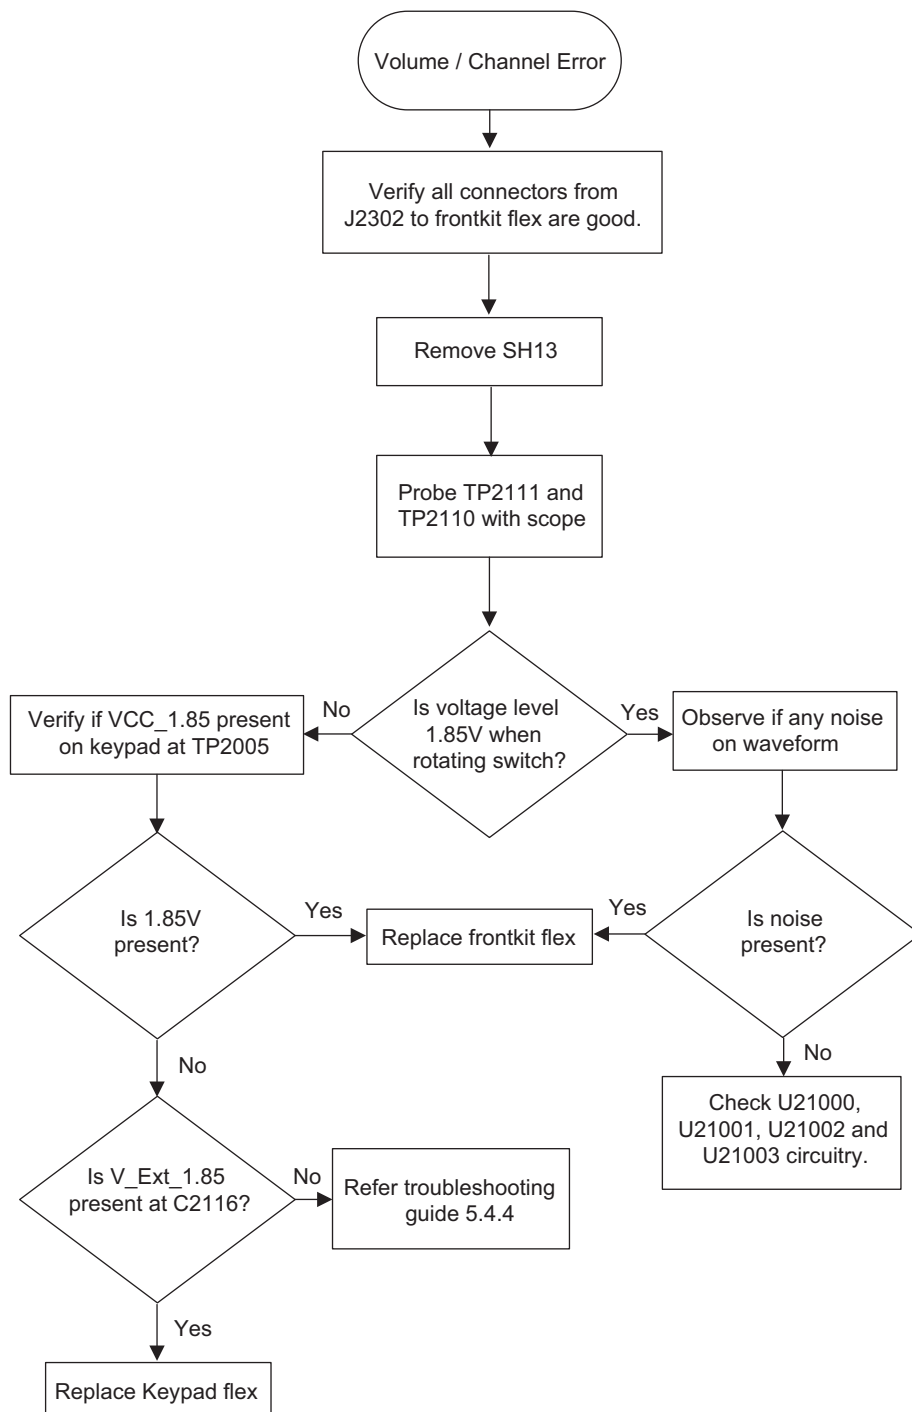 Volume / Channel Error
Verify all connectors from
J2302 to frontkit flex are good.
Remove SH13
Probe TP2111 and
TP2110 with scope
Is voltage level
1.85V when
rotating switch?
No
Yes
Verify if VCC_1.85 present
on keypad at TP2005
Observe if any noise
on waveform
Is 1.85V
present?
Yes
Replace frontkit flex
Yes
Is noise
present?
No
No
Check U21000,
U21001, U21002 and
U21003 circuitry.
Is V_Ext_1.85
present at C2116?
No
Refer troubleshooting
guide 5.4.4
Yes
Replace Keypad flex